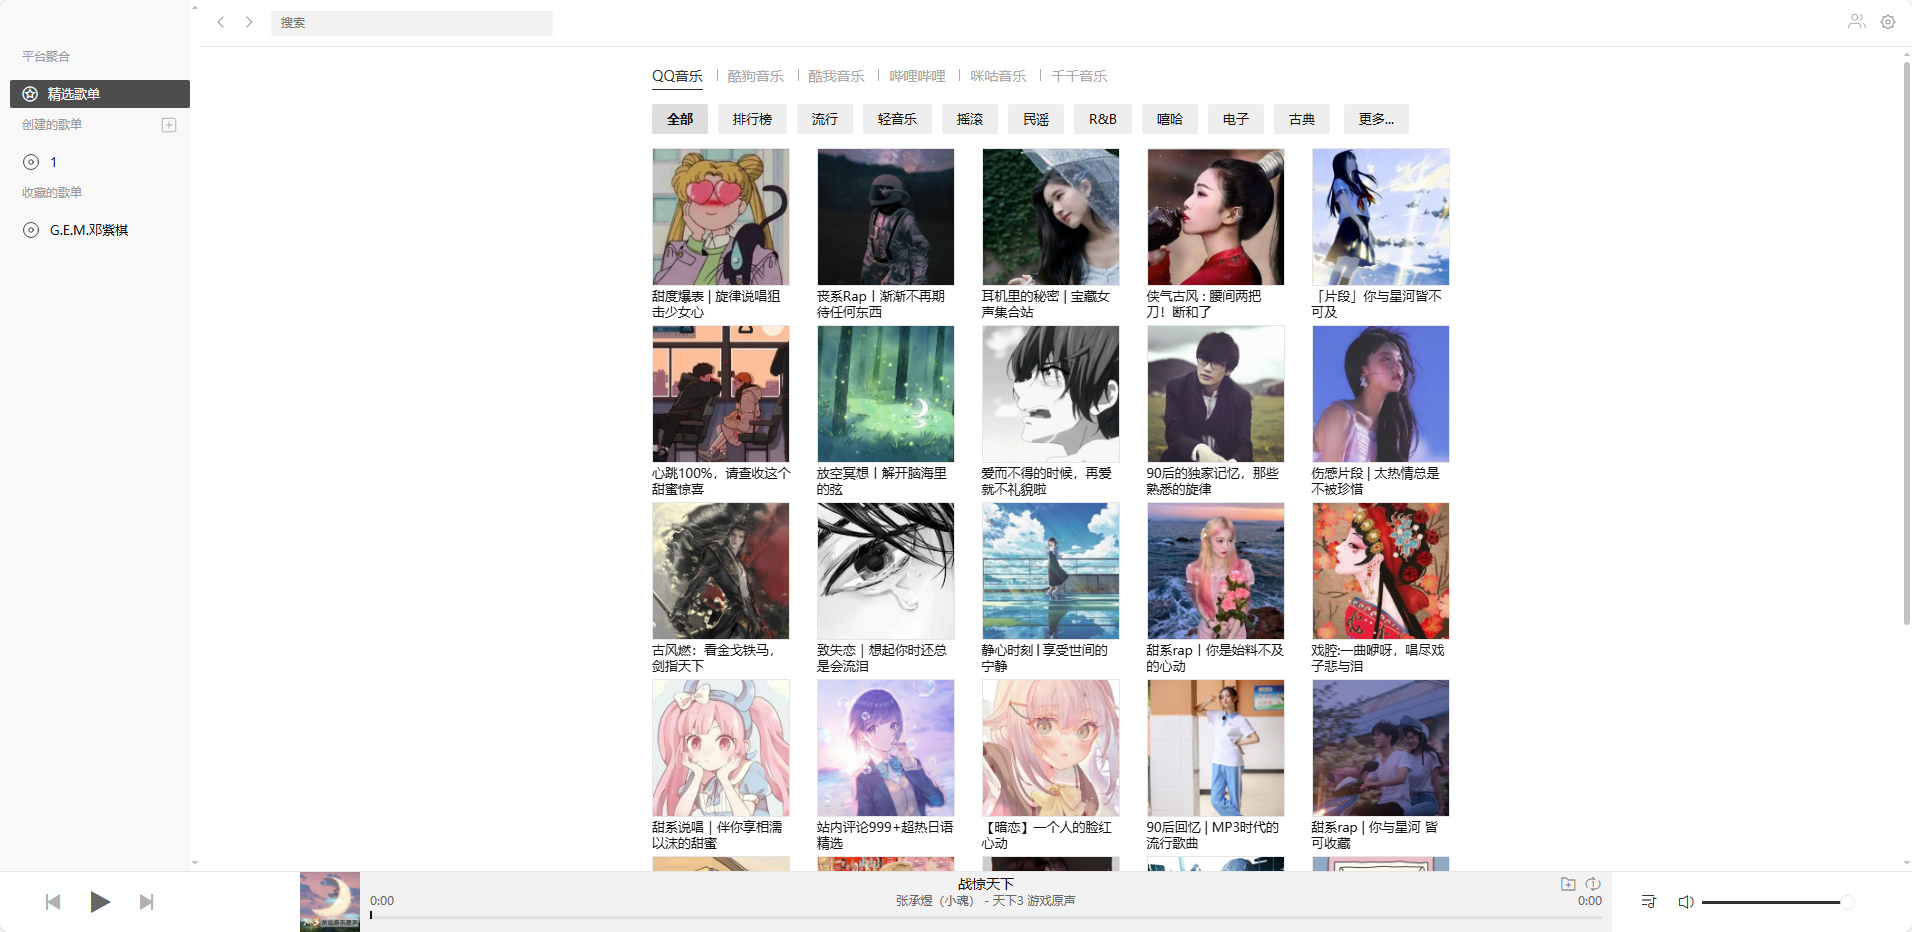 搜索
平台聚合
精选歌单
创建的歌单
1
收藏的歌单
G.E.M.邓紫棋
QQ音乐 酷狗音乐 酷我音乐 哔哩哔哩 咪咕音乐 千千音乐
全部 排行榜 流行 轻音乐 摇滚 民谣 R&B 嘻哈 电子 古典 更多...
甜度爆表 | 旋律说唱狙
击少女心
丧系Rap丨渐渐不再期
待任何东西
耳机里的秘密 | 宝藏女
声集合站
侠气古风 : 腰间两把
刀！断和了
「片段」你与星河皆不
可及
心跳100%，请查收这个
甜蜜惊喜
放空冥想丨解开脑海里
的弦
爱而不得的时候，再爱
就不礼貌啦
90后的独家记忆，那些
熟悉的旋律
伤感片段 | 太热情总是
不被珍惜
古风燃：看金戈铁马，
剑指天下
致失恋｜想起你时还总
是会流泪
静心时刻 | 享受世间的
宁静
甜系rap丨你是始料不及
的心动
戏腔:一曲咿呀，唱尽戏
子悲与泪
甜系说唱｜伴你享相濡
以沫的甜蜜
站内评论999+超热日语
精选
【暗恋】一个人的脸红
心动
90后回忆 | MP3时代的
流行歌曲
甜系rap | 你与星河 皆
可收藏
游戏音乐原声
战惊天下
0:00 张承煜（小魂） - 天下3 游戏原声 0:00